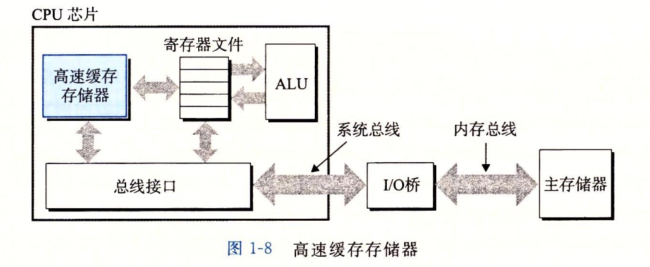 CPU 芯片
寄存器文件
高速缓存
存储器
ALU
系统总线
内存总线
总线接口
I/O桥
主存储器
图 1-8 高速缓存存储器